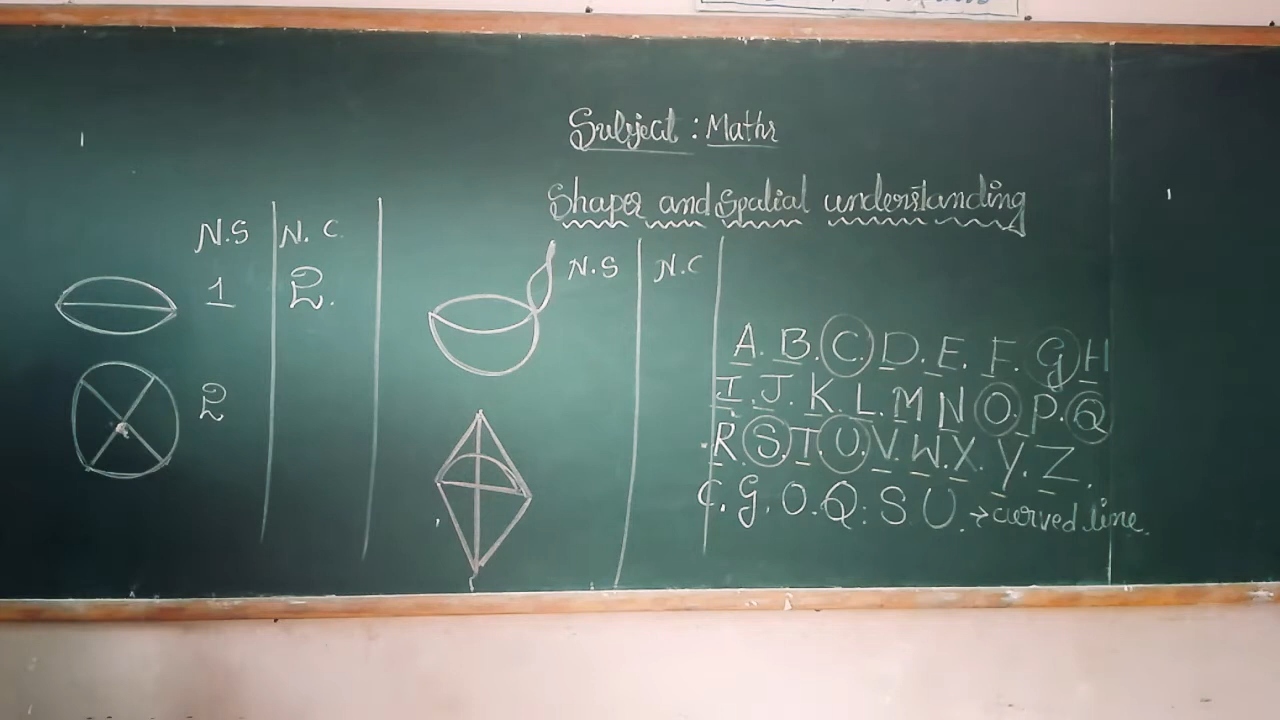 Subject : Maths
Shapes and Spatial understanding
N.S N. C
1 2.
2
N.S N.C
A. B. C. D. E. F. G H
I. J. K. L. M N O. P. Q
R S T. U. V. W. X. Y. Z.
C. G. O. Q. S U. → curved line.